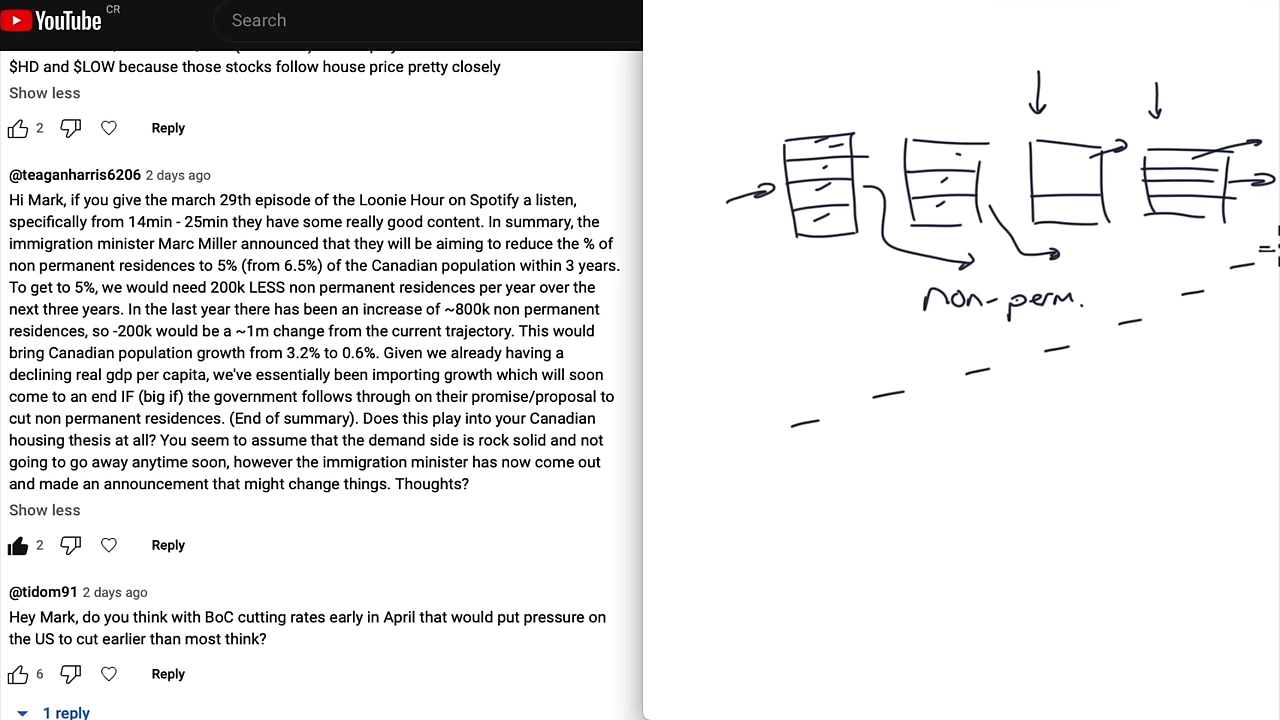 YouTube CR
Search
$HD and $LOW because those stocks follow house price pretty closely
Show less
2 Reply
@teaganharris6206 2 days ago
Hi Mark, if you give the march 29th episode of the Loonie Hour on Spotify a listen,
specifically from 14min - 25min they have some really good content. In summary, the
immigration minister Marc Miller announced that they will be aiming to reduce the % of
non permanent residences to 5% (from 6.5%) of the Canadian population within 3 years.
To get to 5%, we would need 200k LESS non permanent residences per year over the
next three years. In the last year there has been an increase of ~800k non permanent
residences, so -200k would be a ~1m change from the current trajectory. This would
bring Canadian population growth from 3.2% to 0.6%. Given we already having a
declining real gdp per capita, we've essentially been importing growth which will soon
come to an end IF (big if) the government follows through on their promise/proposal to
cut non permanent residences. (End of summary). Does this play into your Canadian
housing thesis at all? You seem to assume that the demand side is rock solid and not
going to go away anytime soon, however the immigration minister has now come out
and made an announcement that might change things. Thoughts?
Show less
2 Reply
@tidom91 2 days ago
Hey Mark, do you think with BoC cutting rates early in April that would put pressure on
the US to cut earlier than most think?
6 Reply
1 reply
non-perm.